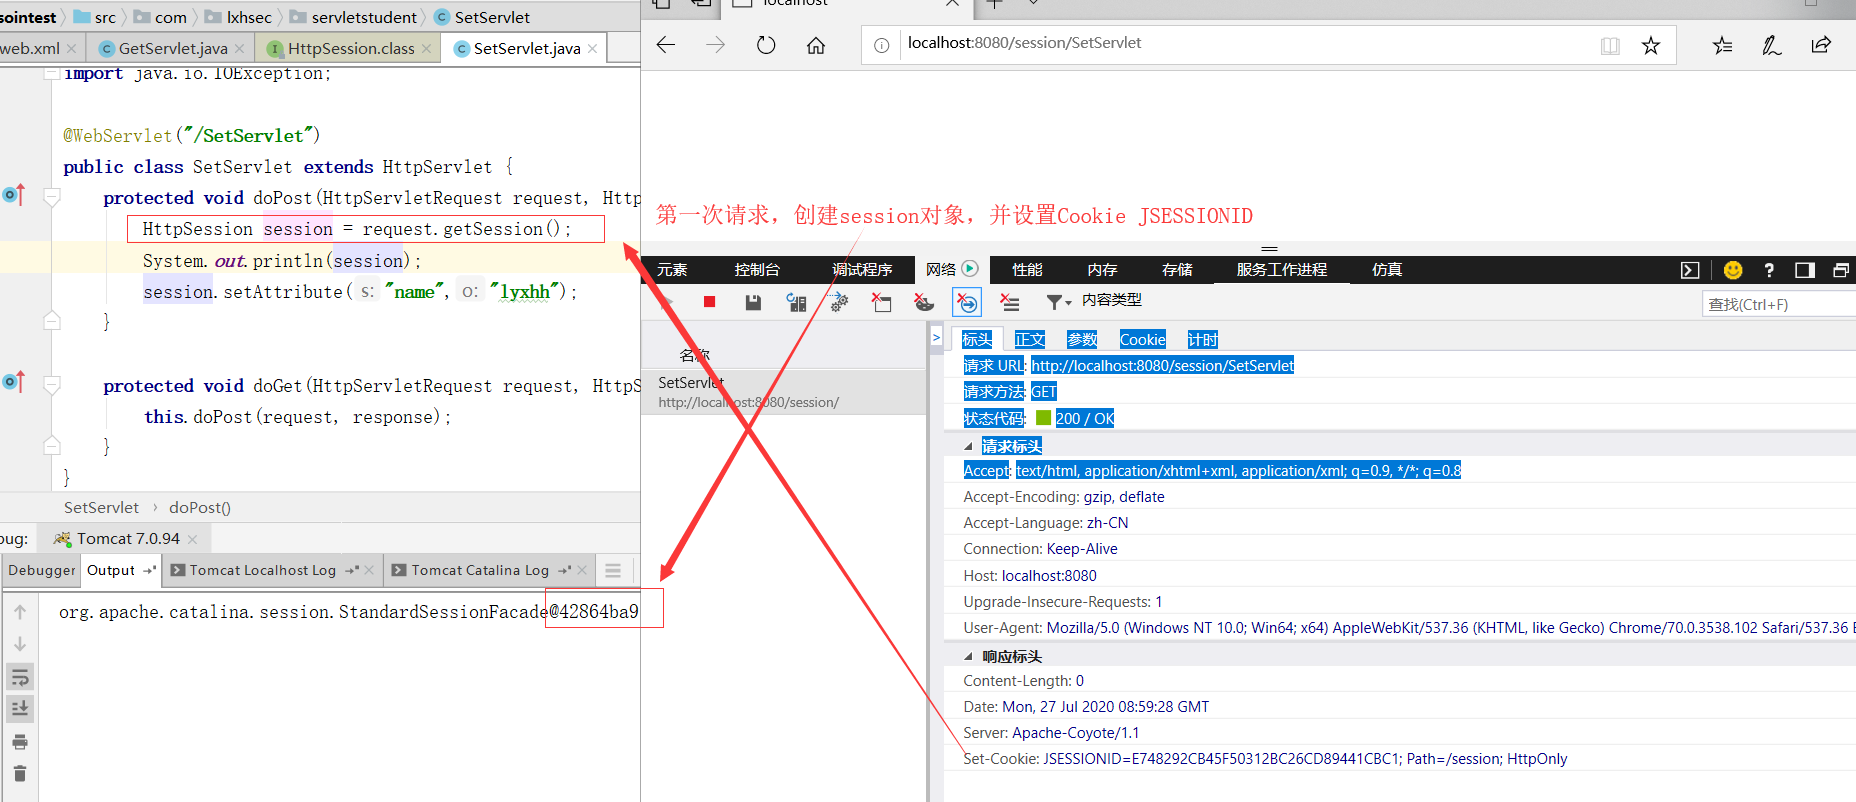 sointest
src
com
lxhsec
servletstudent
SetServlet
web.xml
GetServlet.java
HttpSession.class
SetServlet.java
import java.io.IOException;
@WebServlet("/SetServlet")
public class SetServlet extends HttpServlet {
protected void doPost(HttpServletRequest request, Http
HttpSession session = request.getSession();
System.out.println(session);
session.setAttribute( s: "name", o: "lyxhh");
}
protected void doGet(HttpServletRequest request, HttpS
this.doPost(request, response);
}
}
SetServlet › doPost()
bug:
Tomcat 7.0.94
Debugger
Output
Tomcat Localhost Log
Tomcat Catalina Log
org.apache.catalina.session.StandardSessionFacade@42864ba9
localhost
localhost:8080/session/SetServlet
第一次请求，创建session对象，并设置Cookie JSESSIONID
元素
控制台
调试程序
网络
性能
内存
存储
服务工作进程
仿真
内容类型
查找(Ctrl+F)
名称
SetServlet
http://localhost:8080/session/
标头
正文
参数
Cookie
计时
请求 URL: http://localhost:8080/session/SetServlet
请求方法: GET
状态代码: 200 / OK
请求标头
Accept: text/html, application/xhtml+xml, application/xml; q=0.9, */*; q=0.8
Accept-Encoding: gzip, deflate
Accept-Language: zh-CN
Connection: Keep-Alive
Host: localhost:8080
Upgrade-Insecure-Requests: 1
User-Agent: Mozilla/5.0 (Windows NT 10.0; Win64; x64) AppleWebKit/537.36 (KHTML, like Gecko) Chrome/70.0.3538.102 Safari/537.36 E
响应标头
Content-Length: 0
Date: Mon, 27 Jul 2020 08:59:28 GMT
Server: Apache-Coyote/1.1
Set-Cookie: JSESSIONID=E748292CB45F50312BC26CD89441CBC1; Path=/session; HttpOnly